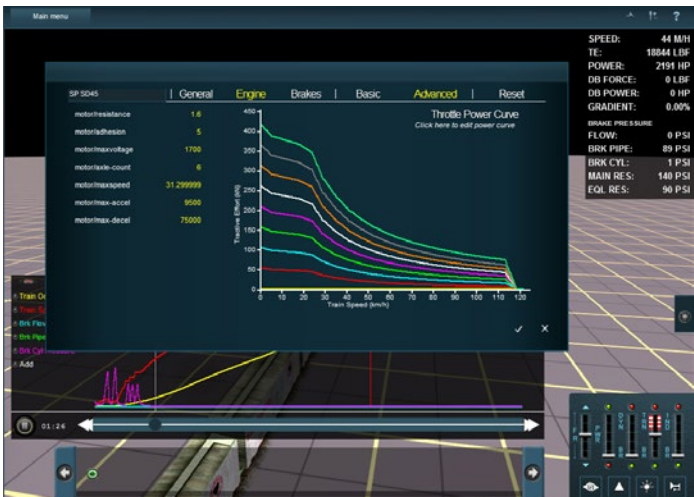 Main menu
?
SPEED: 44 M/H
TE: 18844 LBF
POWER: 2191 HP
DB FORCE: 0 LBF
DB POWER: 0 HP
GRADIENT: 0.00%
BRAKE PRESSURE
FLOW: 0 PSI
BRK PIPE: 89 PSI
BRK CYL: 1 PSI
MAIN RES: 140 PSI
EQL RES: 90 PSI
SP SD45 | General Engine Brakes | Basic Advanced | Reset
motor/resistance 1.6
motor/adhesion 5
motor/maxvoltage 1700
motor/axle-count 6
motor/maxspeed 31.299999
motor/max-accel 9500
motor/max-decel 75000
Throttle Power Curve
Click here to edit power curve
Tractive Effort (kN)
450
400
350
300
250
200
150
100
50
0
0 10 20 30 40 50 60 70 80 90 100 110 120
Train Speed (km/h)
Train
Train
Brk Flow
Brk Pipe
Brk Cyl
Add
01:26